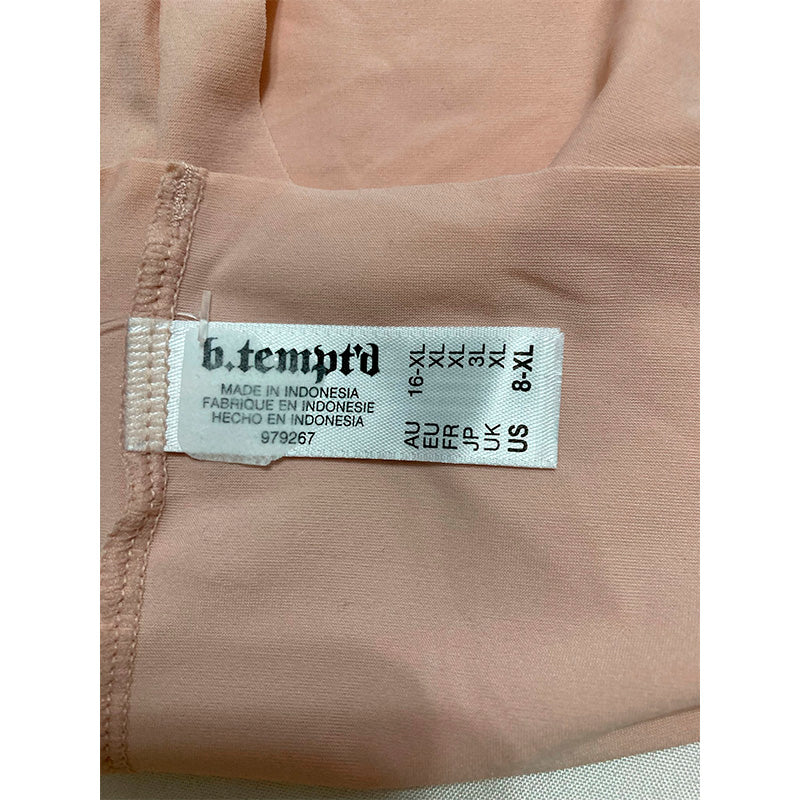 b.tempt'd
MADE IN INDONESIA
FABRIQUE EN INDONESIE
HECHO EN INDONESIA
979267
AU 16-XL
EU XL
FR XL
JP 3L
UK XL
US 8-XL